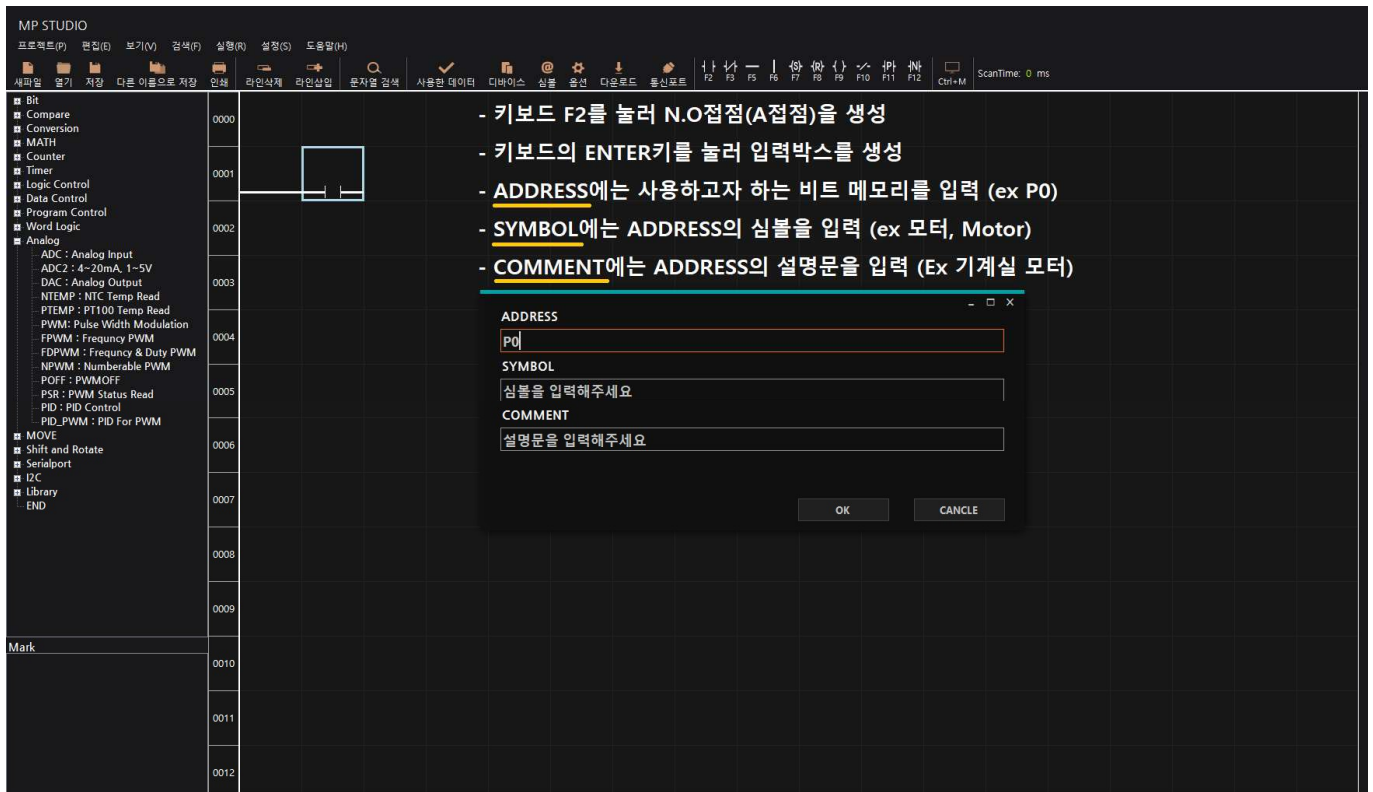 MP STUDIO
프로젝트(P) 편집(E) 보기(V) 검색(F) 실행(R) 설정(S) 도움말(H)
새파일 열기 저장 다른 이름으로 저장 인쇄 라인삭제 라인삽입 문자열 검색 사용한 데이터 디바이스 심볼 옵션 다운로드 통신포트 F2 F3 F5 F6 F7 F8 F9 F10 F11 F12 Ctrl+M ScanTime: 0 ms
Bit
Compare
Conversion
MATH
Counter
Timer
Logic Control
Data Control
Program Control
Word Logic
Analog
ADC : Analog Input
ADC2 : 4~20mA, 1~5V
DAC : Analog Output
NTEMP : NTC Temp Read
PTEMP : PT100 Temp Read
PWM: Pulse Width Modulation
FPWM : Frequncy PWM
FDPWM : Frequncy & Duty PWM
NPWM : Numberable PWM
POFF : PWMOFF
PSR : PWM Status Read
PID : PID Control
PID_PWM : PID For PWM
MOVE
Shift and Rotate
Serialport
I2C
Library
END
Mark
0000
0001
0002
0003
0004
0005
0006
0007
0008
0009
0010
0011
0012
- 키보드 F2를 눌러 N.O접점(A접점)을 생성
- 키보드의 ENTER키를 눌러 입력박스를 생성
- ADDRESS에는 사용하고자 하는 비트 메모리를 입력 (ex P0)
- SYMBOL에는 ADDRESS의 심볼을 입력 (ex 모터, Motor)
- COMMENT에는 ADDRESS의 설명문을 입력 (Ex 기계실 모터)
ADDRESS
P0
SYMBOL
심볼을 입력해주세요
COMMENT
설명문을 입력해주세요
OK CANCLE